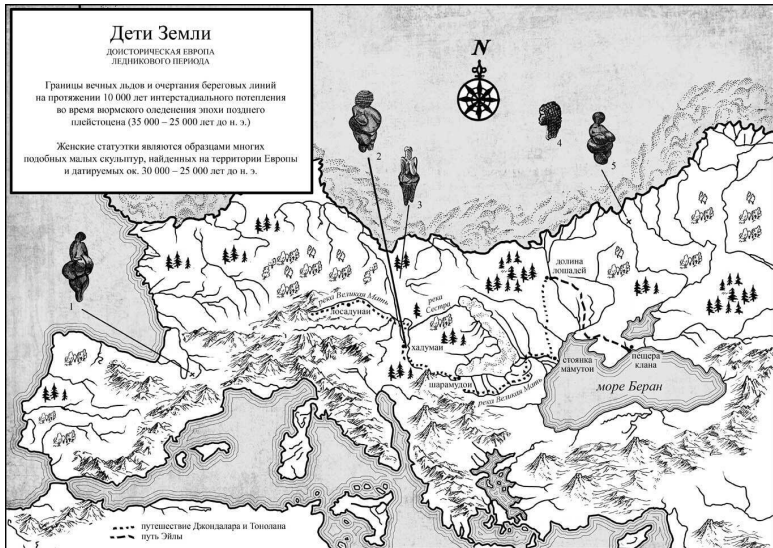 Дети Земли
ДОИСТОРИЧЕСКАЯ ЕВРОПА
ЛЕДНИКОВОГО ПЕРИОДА
Границы вечных льдов и очертания береговых линий
на протяжении 10 000 лет интерстадиального потепления
во время вюрмского оледенения эпохи позднего
плейстоцена (35 000 – 25 000 лет до н. э.)
Женские статуэтки являются образцами многих
подобных малых скульптур, найденных на территории Европы
и датируемых ок. 30 000 – 25 000 лет до н. э.
N
2
3
4
5
1
долина
лошадей
река Великая Мать
лосадунаи
река
Сестра
хадумаи
шарамудои
река Великая Мать
стоянка
мамутои
пещера
клана
море Беран
путешествие Джондалара и Тонолана
путь Эйлы